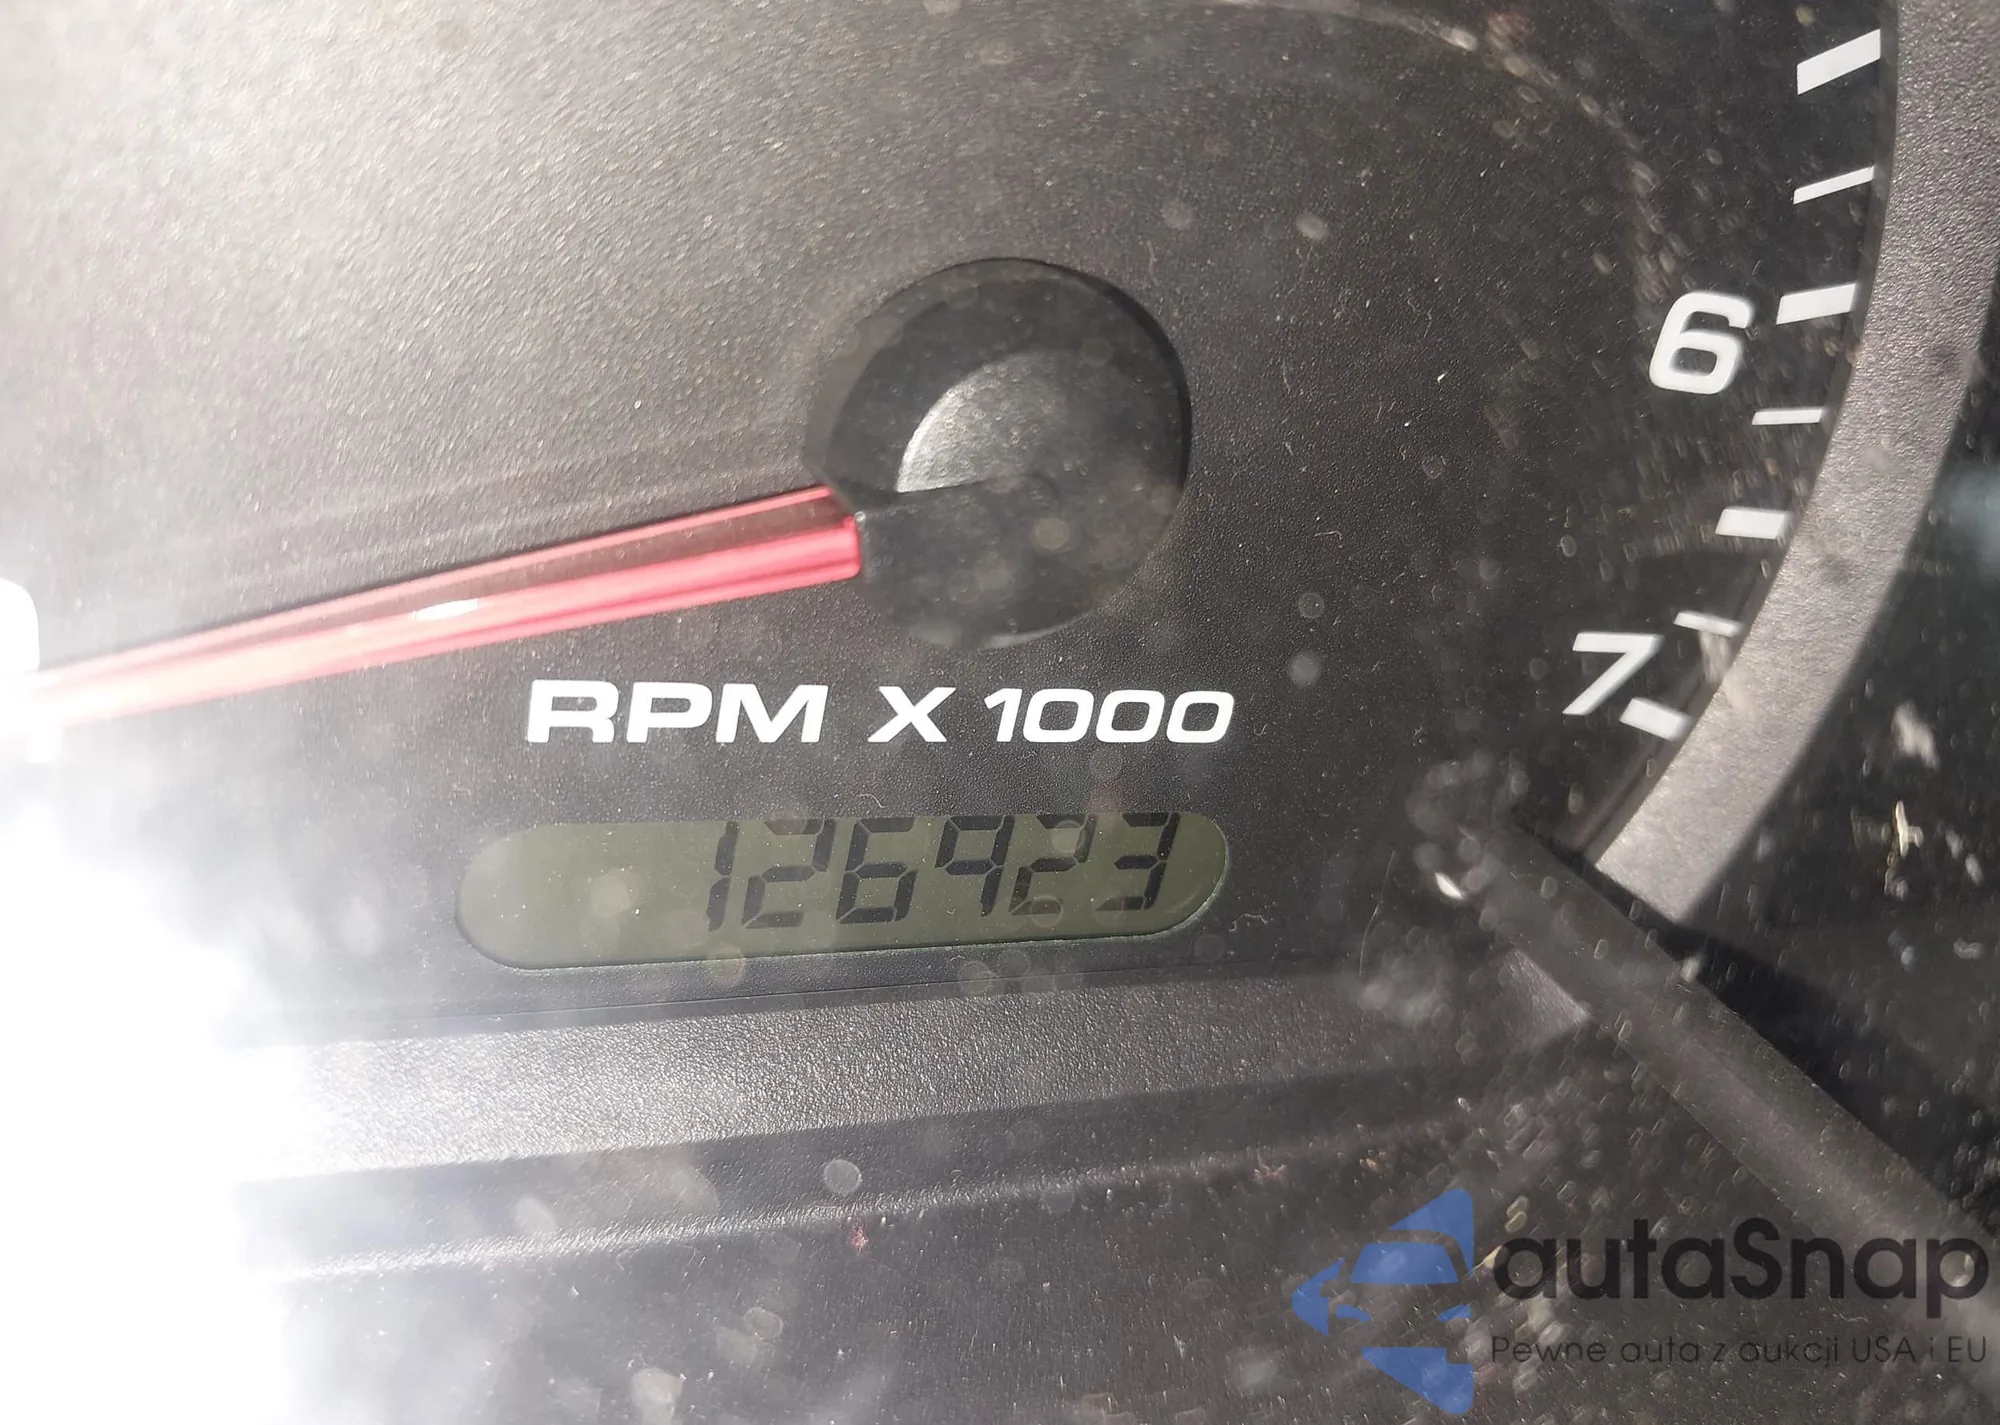 6
7
RPM X 1000
126923
autaSnap
Pewne auta z aukcji USA i EU